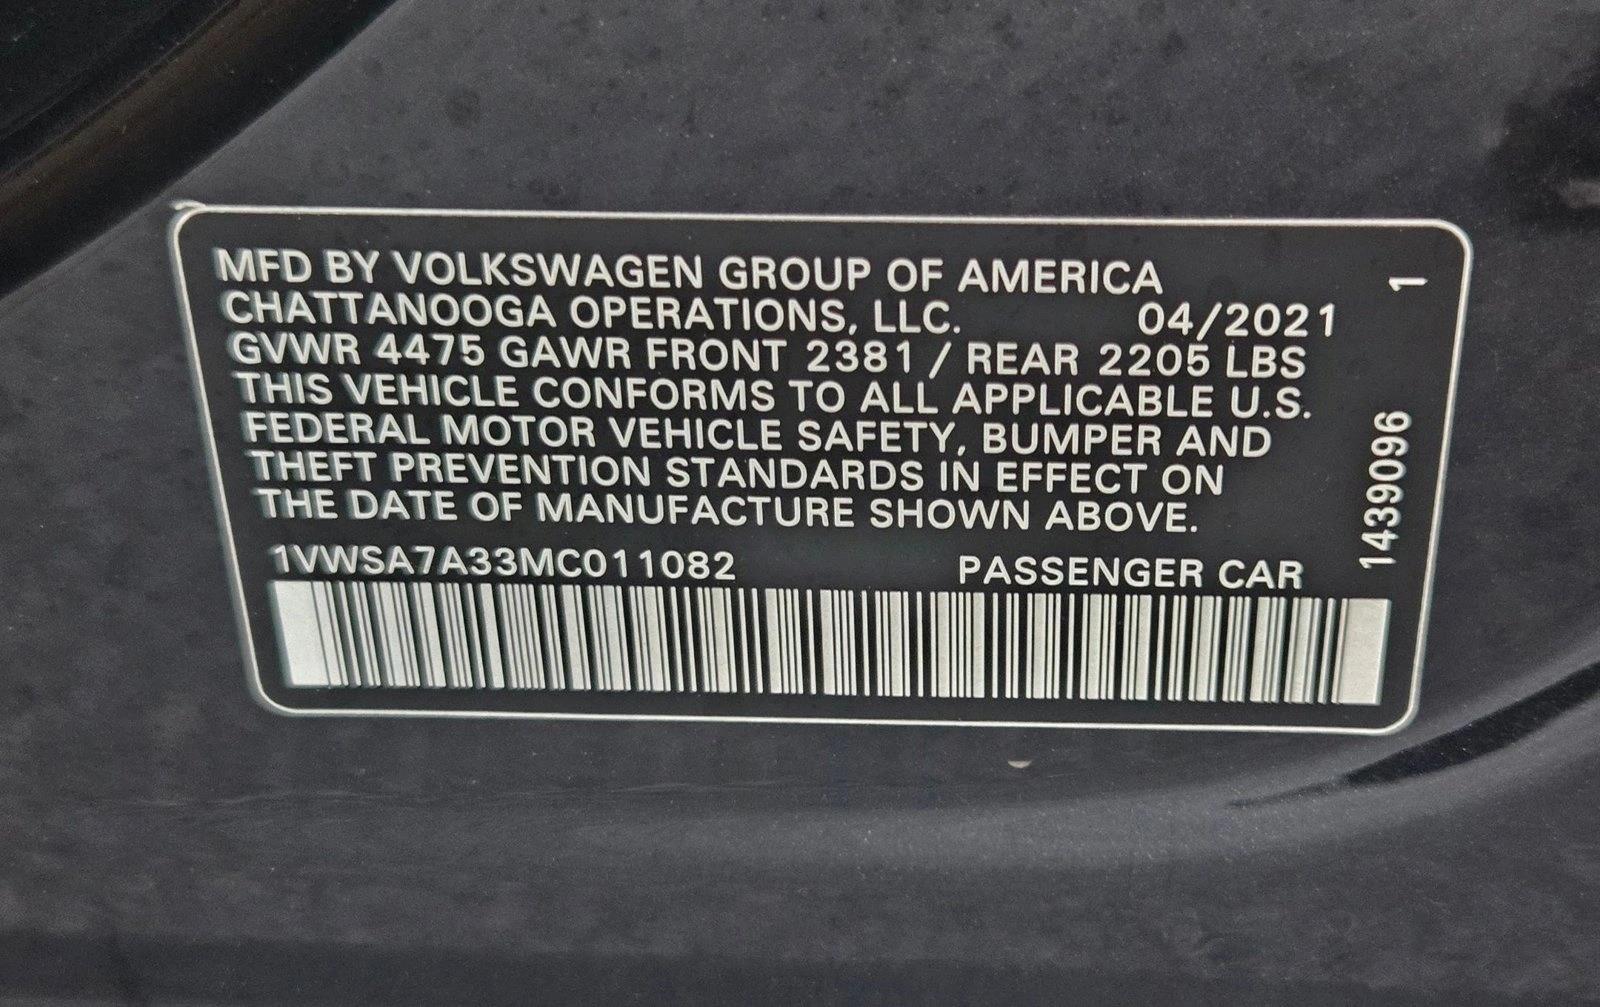 MFD BY VOLKSWAGEN GROUP OF AMERICA
CHATTANOOGA OPERATIONS, LLC. 04/2021
GVWR 4475 GAWR FRONT 2381 / REAR 2205 LBS
THIS VEHICLE CONFORMS TO ALL APPLICABLE U.S.
FEDERAL MOTOR VEHICLE SAFETY, BUMPER AND
THEFT PREVENTION STANDARDS IN EFFECT ON
THE DATE OF MANUFACTURE SHOWN ABOVE.
1VWSA7A33MC011082 PASSENGER CAR
1439096 1